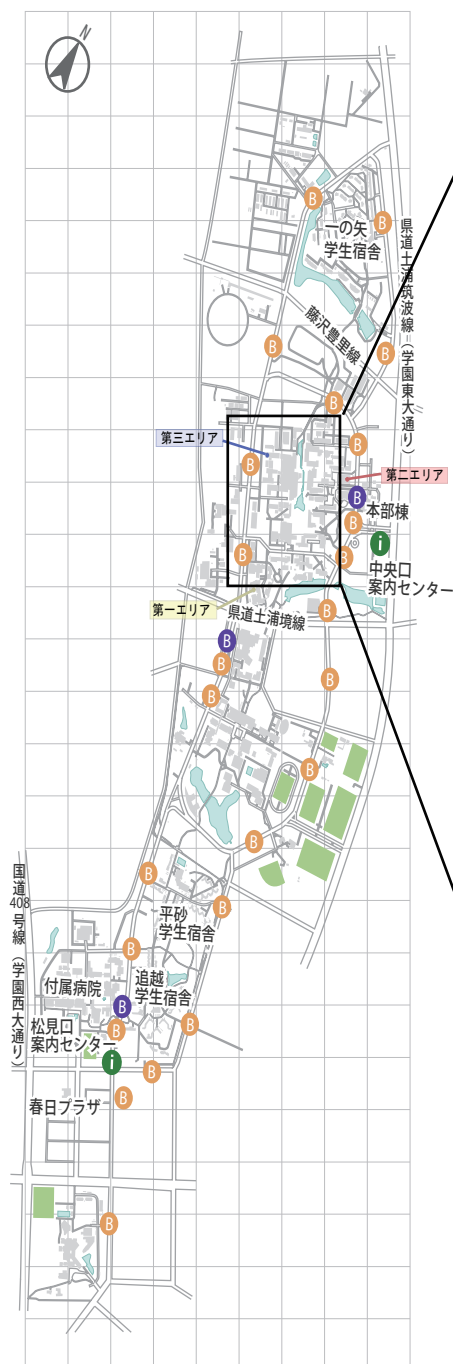 N
B
一の矢
学生宿舎
B
県道土浦筑波線(学園東大通り)
藤沢豊里線
B
B
B
第三エリア
B
B
第二エリア
B
本部棟
B
i
B
B
中央口
案内センター
第一エリア
県道土浦境線
B
B
B
B
B
B
B
B
国道408号線(学園西大通り)
平砂
学生宿舎
B
B
付属病院
追越
学生宿舎
B
松見口
案内センター
B
B
i
B
春日プラザ
B
B